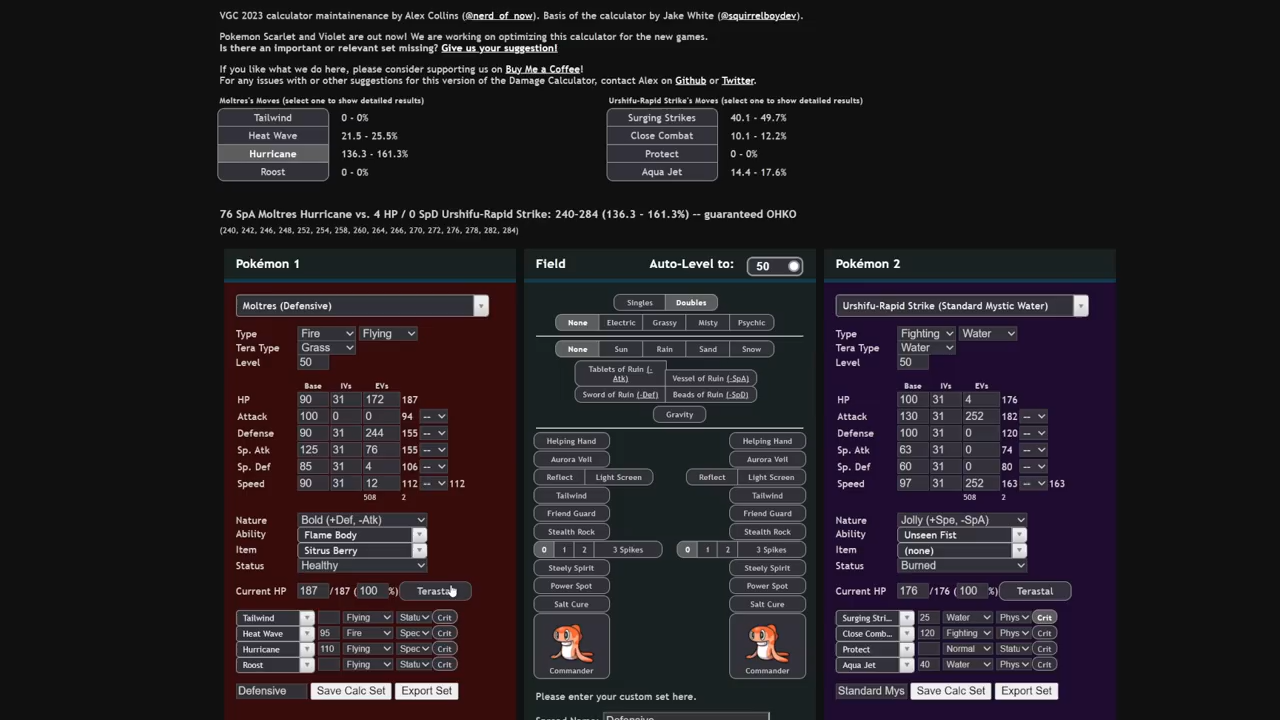 VGC 2023 calculator maintainenance by Alex Collins (@nerd_of_now). Basis of the calculator by Jake White (@squirrelboydev).
Pokemon Scarlet and Violet are out now! We are working on optimizing this calculator for the new games.
Is there an important or relevant set missing? Give us your suggestion!
If you like what we do here, please consider supporting us on Buy Me a Coffee!
For any issues with or other suggestions for this version of the Damage Calculator, contact Alex on Github or Twitter.
Moltres's Moves (select one to show detailed results)
Tailwind 0 - 0%
Heat Wave 21.5 - 25.5%
Hurricane 136.3 - 161.3%
Roost 0 - 0%
Urshifu-Rapid Strike's Moves (select one to show detailed results)
Surging Strikes 40.1 - 49.7%
Close Combat 10.1 - 12.2%
Protect 0 - 0%
Aqua Jet 14.4 - 17.6%
76 SpA Moltres Hurricane vs. 4 HP / 0 SpD Urshifu-Rapid Strike: 240-284 (136.3 - 161.3%) -- guaranteed OHKO
(240, 242, 246, 248, 252, 254, 258, 260, 264, 266, 270, 272, 276, 278, 282, 284)
Pokémon 1
Moltres (Defensive)
Type Fire Flying
Tera Type Grass
Level 50
Base IVs EVs
HP 90 31 172 187
Attack 100 0 0 94 --
Defense 90 31 244 155 --
Sp. Atk 125 31 76 155 --
Sp. Def 85 31 4 106 --
Speed 90 31 12 112 -- 112
508 2
Nature Bold (+Def, -Atk)
Ability Flame Body
Item Sitrus Berry
Status Healthy
Current HP 187 /187 ( 100 %) Terastal
Tailwind Flying Statu Crit
Heat Wave 95 Fire Spec Crit
Hurricane 110 Flying Spec Crit
Roost Flying Statu Crit
Defensive Save Calc Set Export Set
Field Auto-Level to: 50
Singles Doubles
None Electric Grassy Misty Psychic
None Sun Rain Sand Snow
Tablets of Ruin (-Atk) Vessel of Ruin (-SpA)
Sword of Ruin (-Def) Beads of Ruin (-SpD)
Gravity
Helping Hand Helping Hand
Aurora Veil Aurora Veil
Reflect Light Screen Reflect Light Screen
Tailwind Tailwind
Friend Guard Friend Guard
Stealth Rock Stealth Rock
0 1 2 3 Spikes 0 1 2 3 Spikes
Steely Spirit Steely Spirit
Power Spot Power Spot
Salt Cure Salt Cure
Commander Commander
Please enter your custom set here.
Spread Name: Defensive
Pokémon 2
Urshifu-Rapid Strike (Standard Mystic Water)
Type Fighting Water
Tera Type Water
Level 50
Base IVs EVs
HP 100 31 4 176
Attack 130 31 252 182 --
Defense 100 31 0 120 --
Sp. Atk 63 31 0 74 --
Sp. Def 60 31 0 80 --
Speed 97 31 252 163 -- 163
508 2
Nature Jolly (+Spe, -SpA)
Ability Unseen Fist
Item (none)
Status Burned
Current HP 176 /176 ( 100 %) Terastal
Surging Stri... 25 Water Phys Crit
Close Comb... 120 Fighting Phys Crit
Protect Normal Statu Crit
Aqua Jet 40 Water Phys Crit
Standard Mys Save Calc Set Export Set